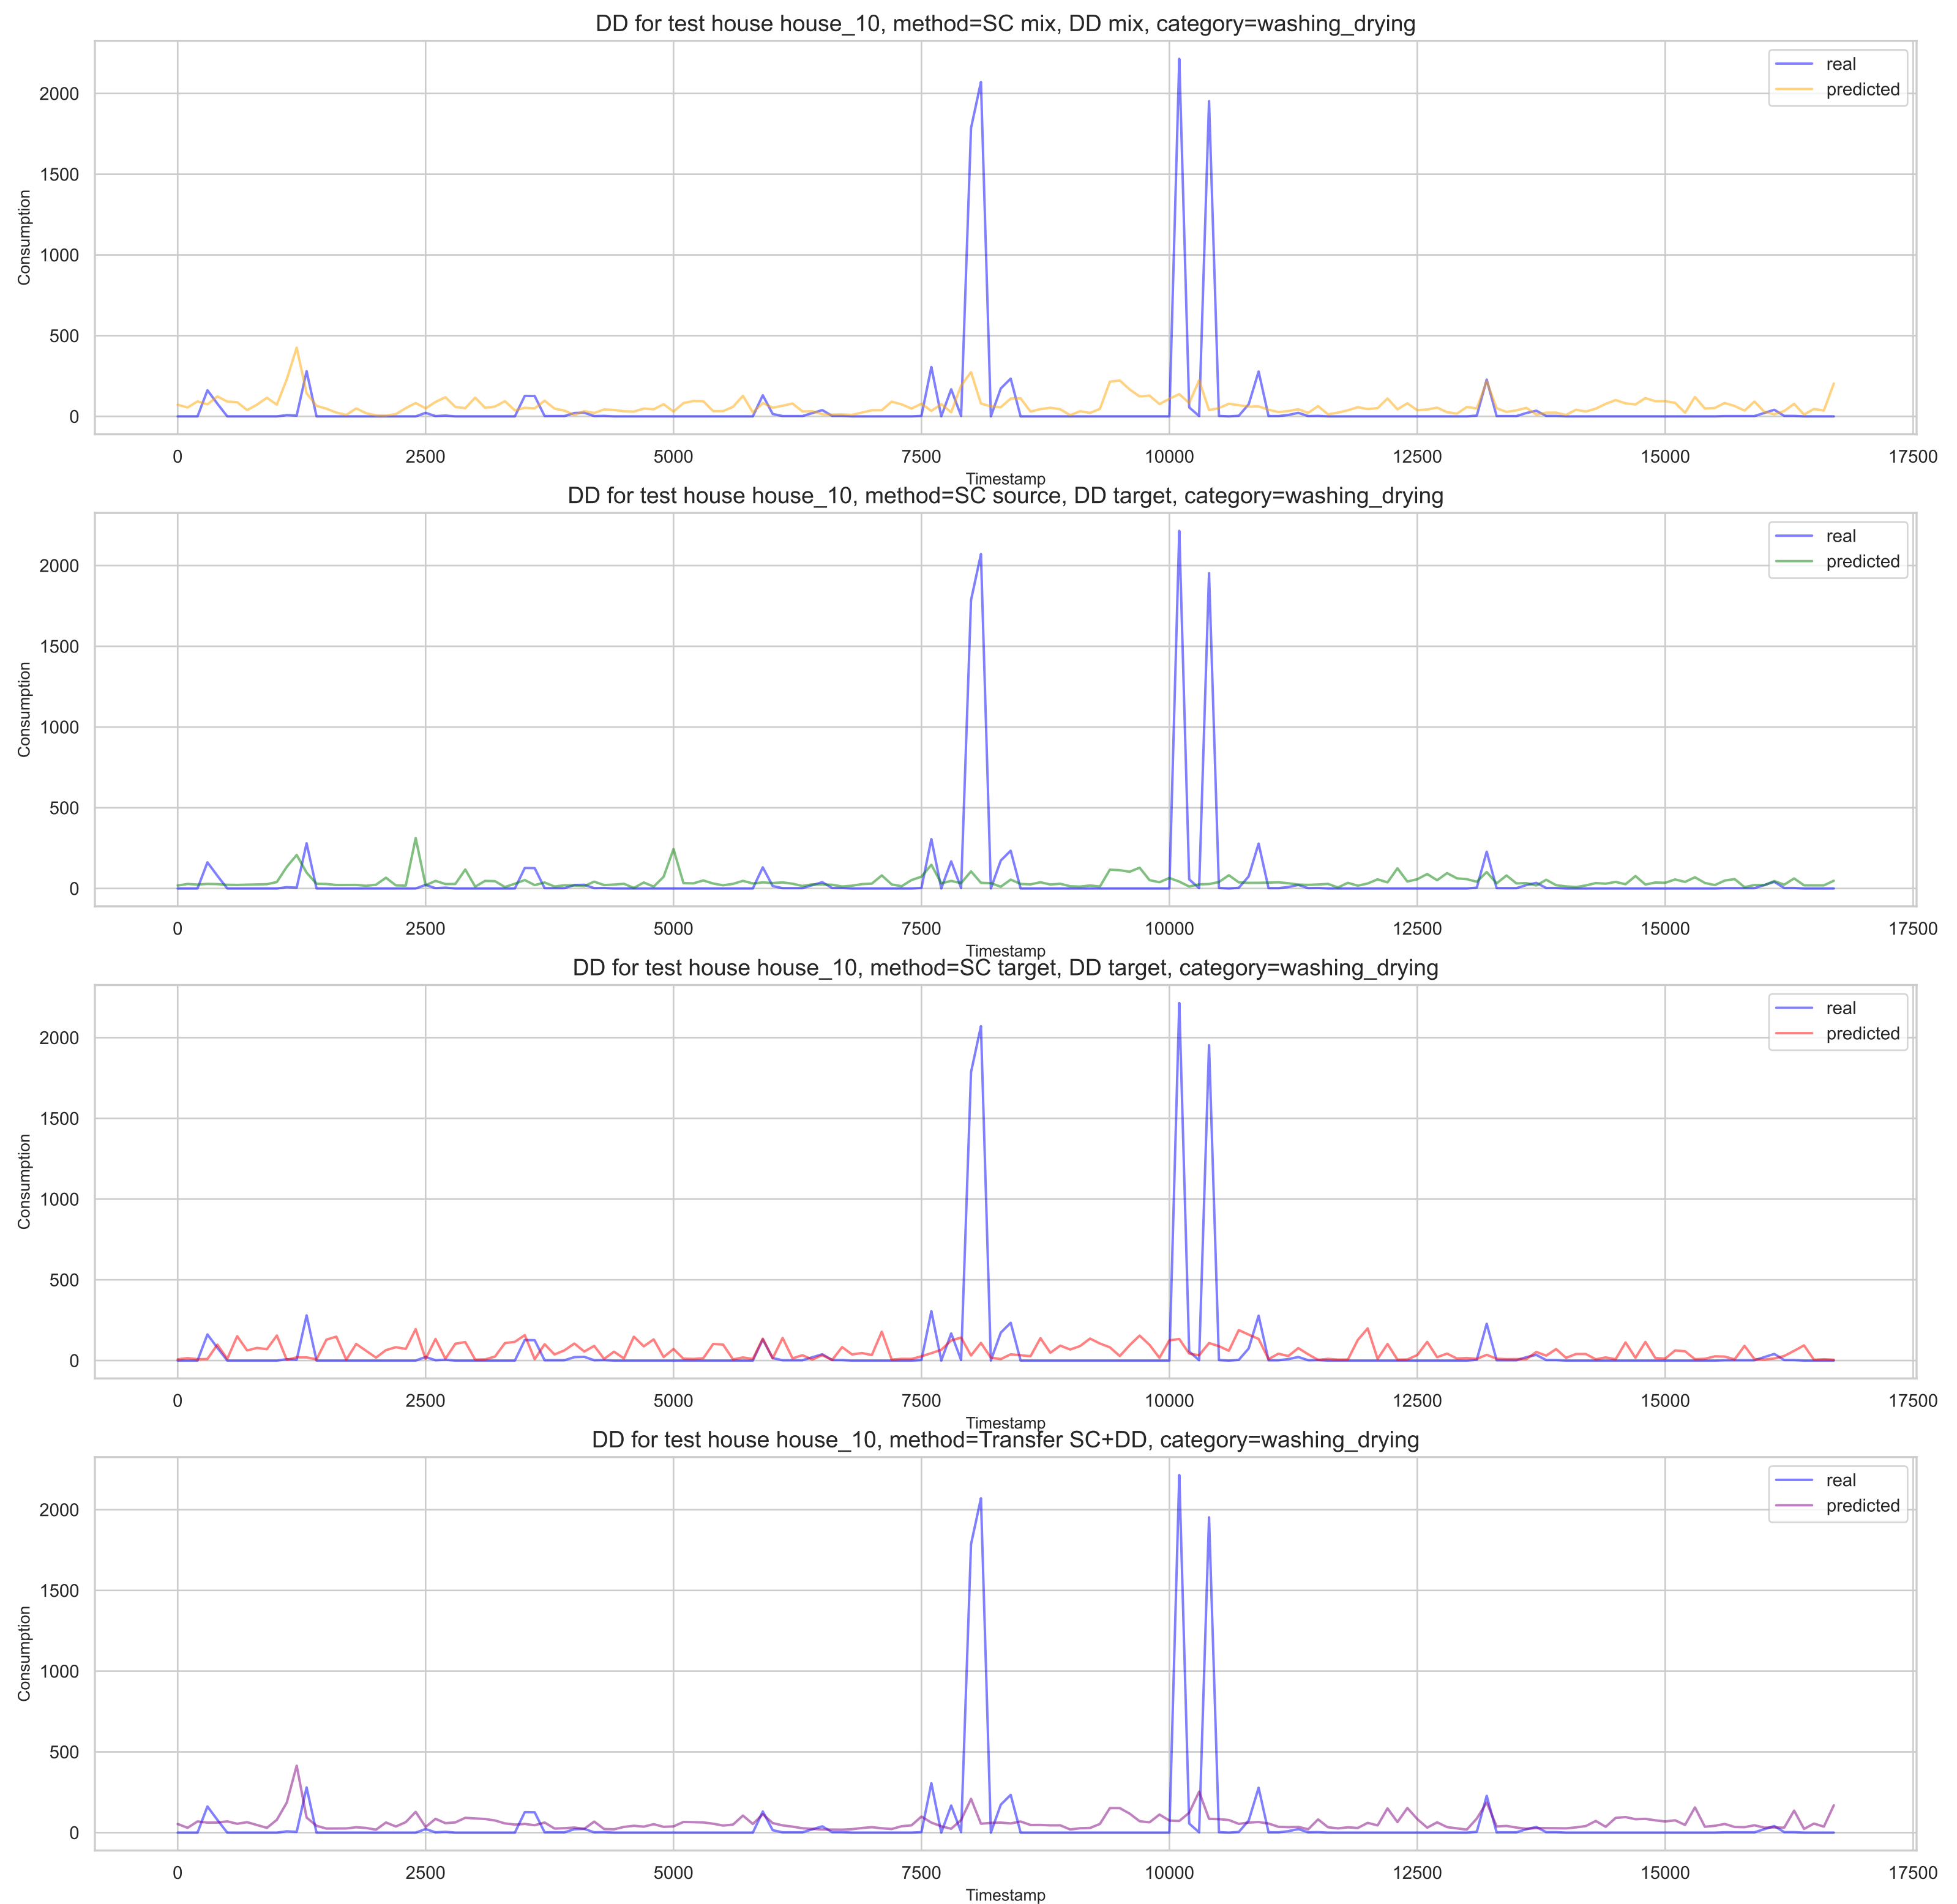 DD for test house house_10, method=SC mix, DD mix, category=washing_drying
real
predicted
2000
1500
1000
500
0
Consumption
0 2500 5000 7500 10000 12500 15000 17500
Timestamp
DD for test house house_10, method=SC source, DD target, category=washing_drying
real
predicted
2000
1500
1000
500
0
Consumption
0 2500 5000 7500 10000 12500 15000 17500
Timestamp
DD for test house house_10, method=SC target, DD target, category=washing_drying
real
predicted
2000
1500
1000
500
0
Consumption
0 2500 5000 7500 10000 12500 15000 17500
Timestamp
DD for test house house_10, method=Transfer SC+DD, category=washing_drying
real
predicted
2000
1500
1000
500
0
Consumption
0 2500 5000 7500 10000 12500 15000 17500
Timestamp